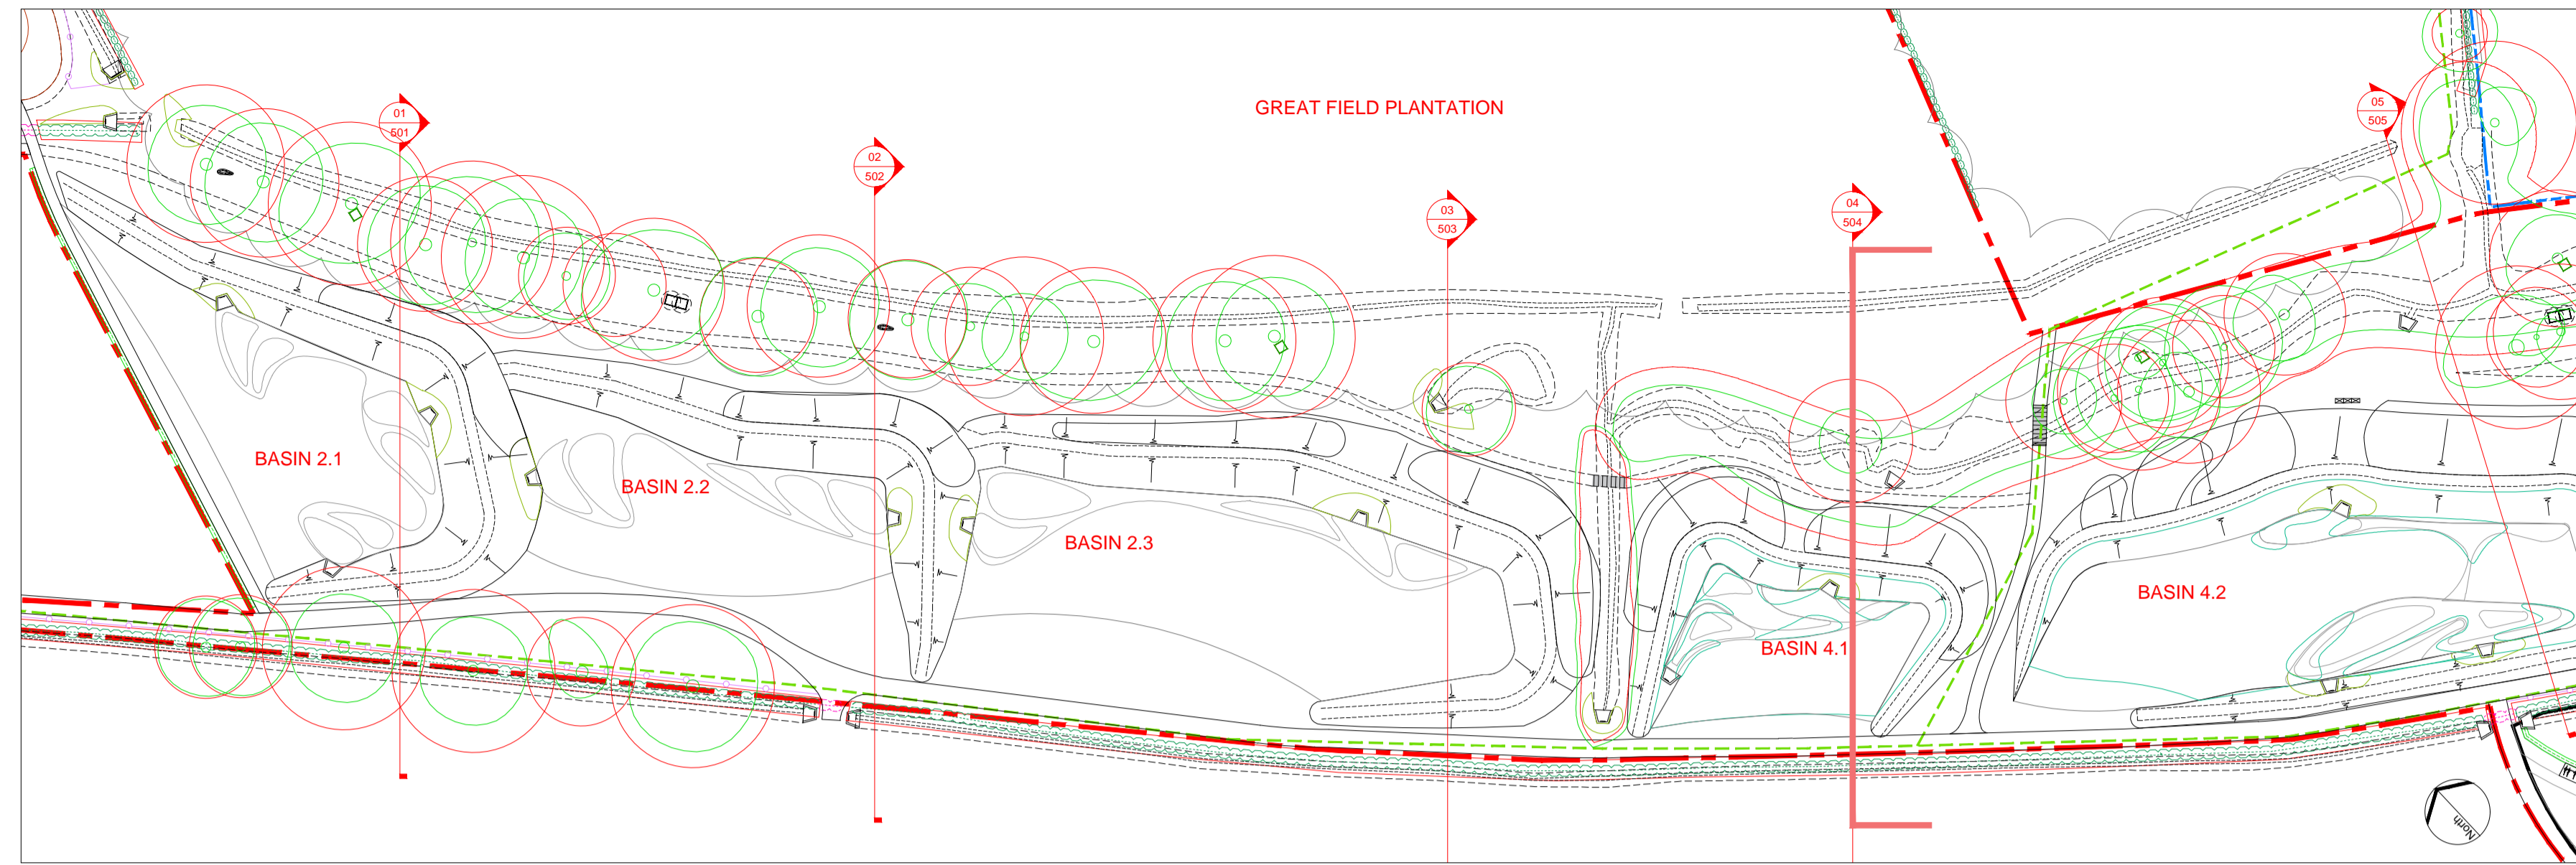 01
501
02
502
GREAT FIELD PLANTATION
03
503
04
504
05
505
BASIN 2.1
BASIN 2.2
BASIN 2.3
BASIN 4.1
BASIN 4.2
North